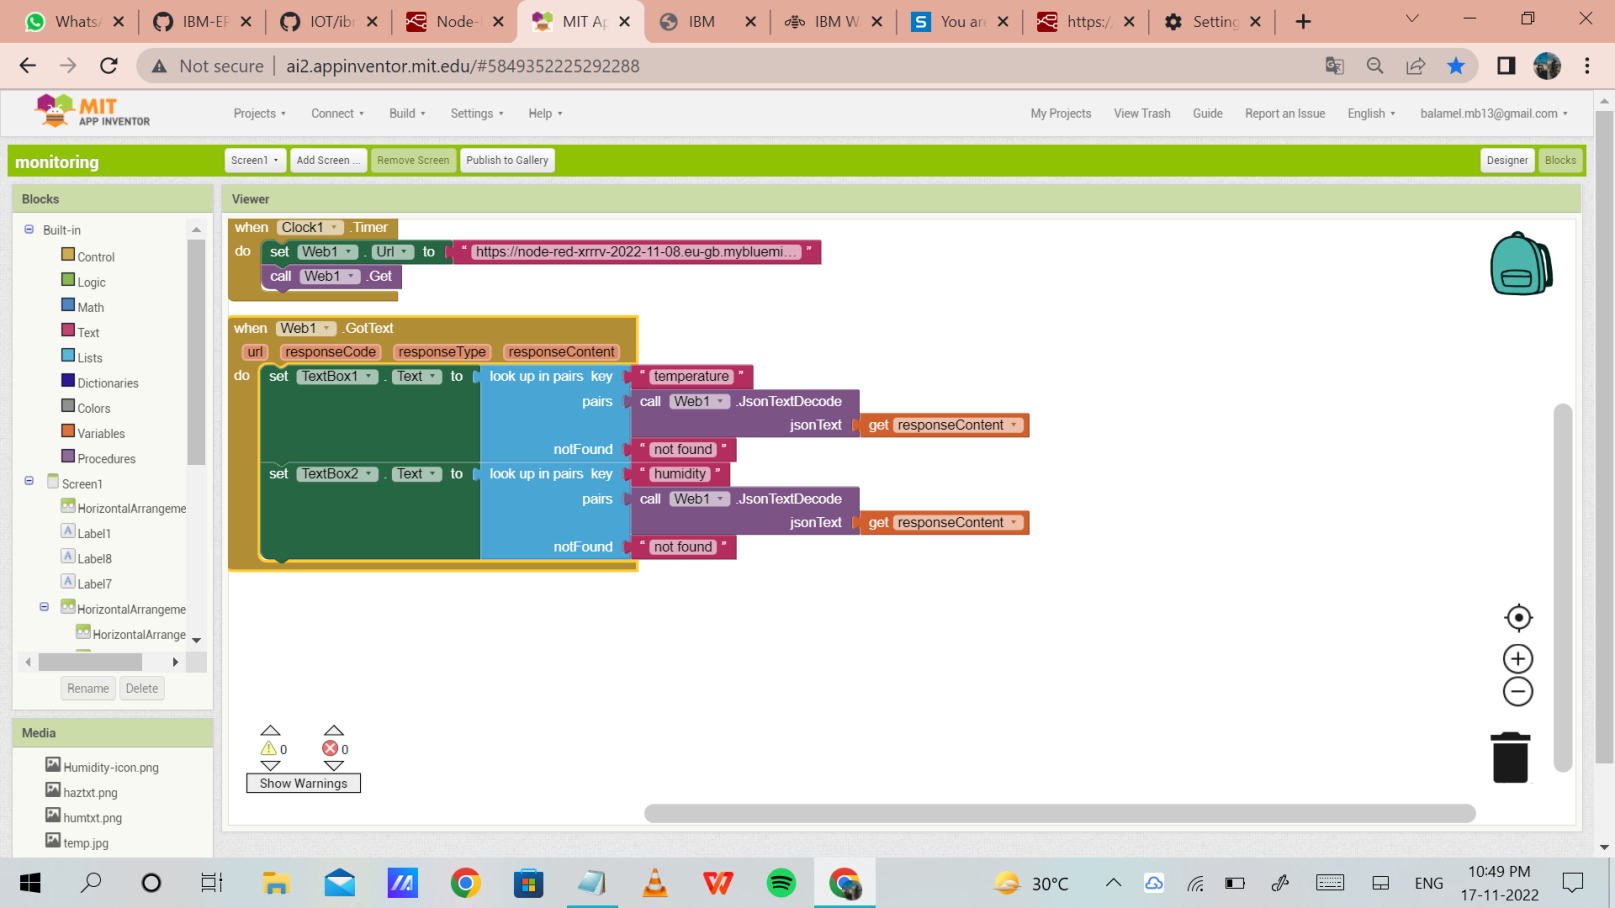 Whats
IBM-EP
IOT/ibr
Node-
MIT Ap
IBM
IBM W
You are
https:/
Setting
Not secure
ai2.appinventor.mit.edu/#5849352225292288
MIT
APP INVENTOR
Projects
Connect
Build
Settings
Help
My Projects
View Trash
Guide
Report an Issue
English
balamel.mb13@gmail.com
monitoring
Screen1
Add Screen ...
Remove Screen
Publish to Gallery
Designer
Blocks
Blocks
Viewer
Built-in
Control
Logic
Math
Text
Lists
Dictionaries
Colors
Variables
Procedures
Screen1
HorizontalArrangeme
Label1
Label8
Label7
HorizontalArrangeme
HorizontalArrange
Rename
Delete
Media
Humidity-icon.png
haztxt.png
humtxt.png
temp.jpg
when Clock1 .Timer
do set Web1 . Url to “ https://node-red-xrrrv-2022-11-08.eu-gb.mybluemi... ”
call Web1 .Get
when Web1 .GotText
url responseCode responseType responseContent
do set TextBox1 . Text to look up in pairs key “ temperature ”
pairs call Web1 .JsonTextDecode
jsonText get responseContent
notFound “ not found ”
set TextBox2 . Text to look up in pairs key “ humidity ”
pairs call Web1 .JsonTextDecode
jsonText get responseContent
notFound “ not found ”
0
0
Show Warnings
30°C
ENG
10:49 PM
17-11-2022